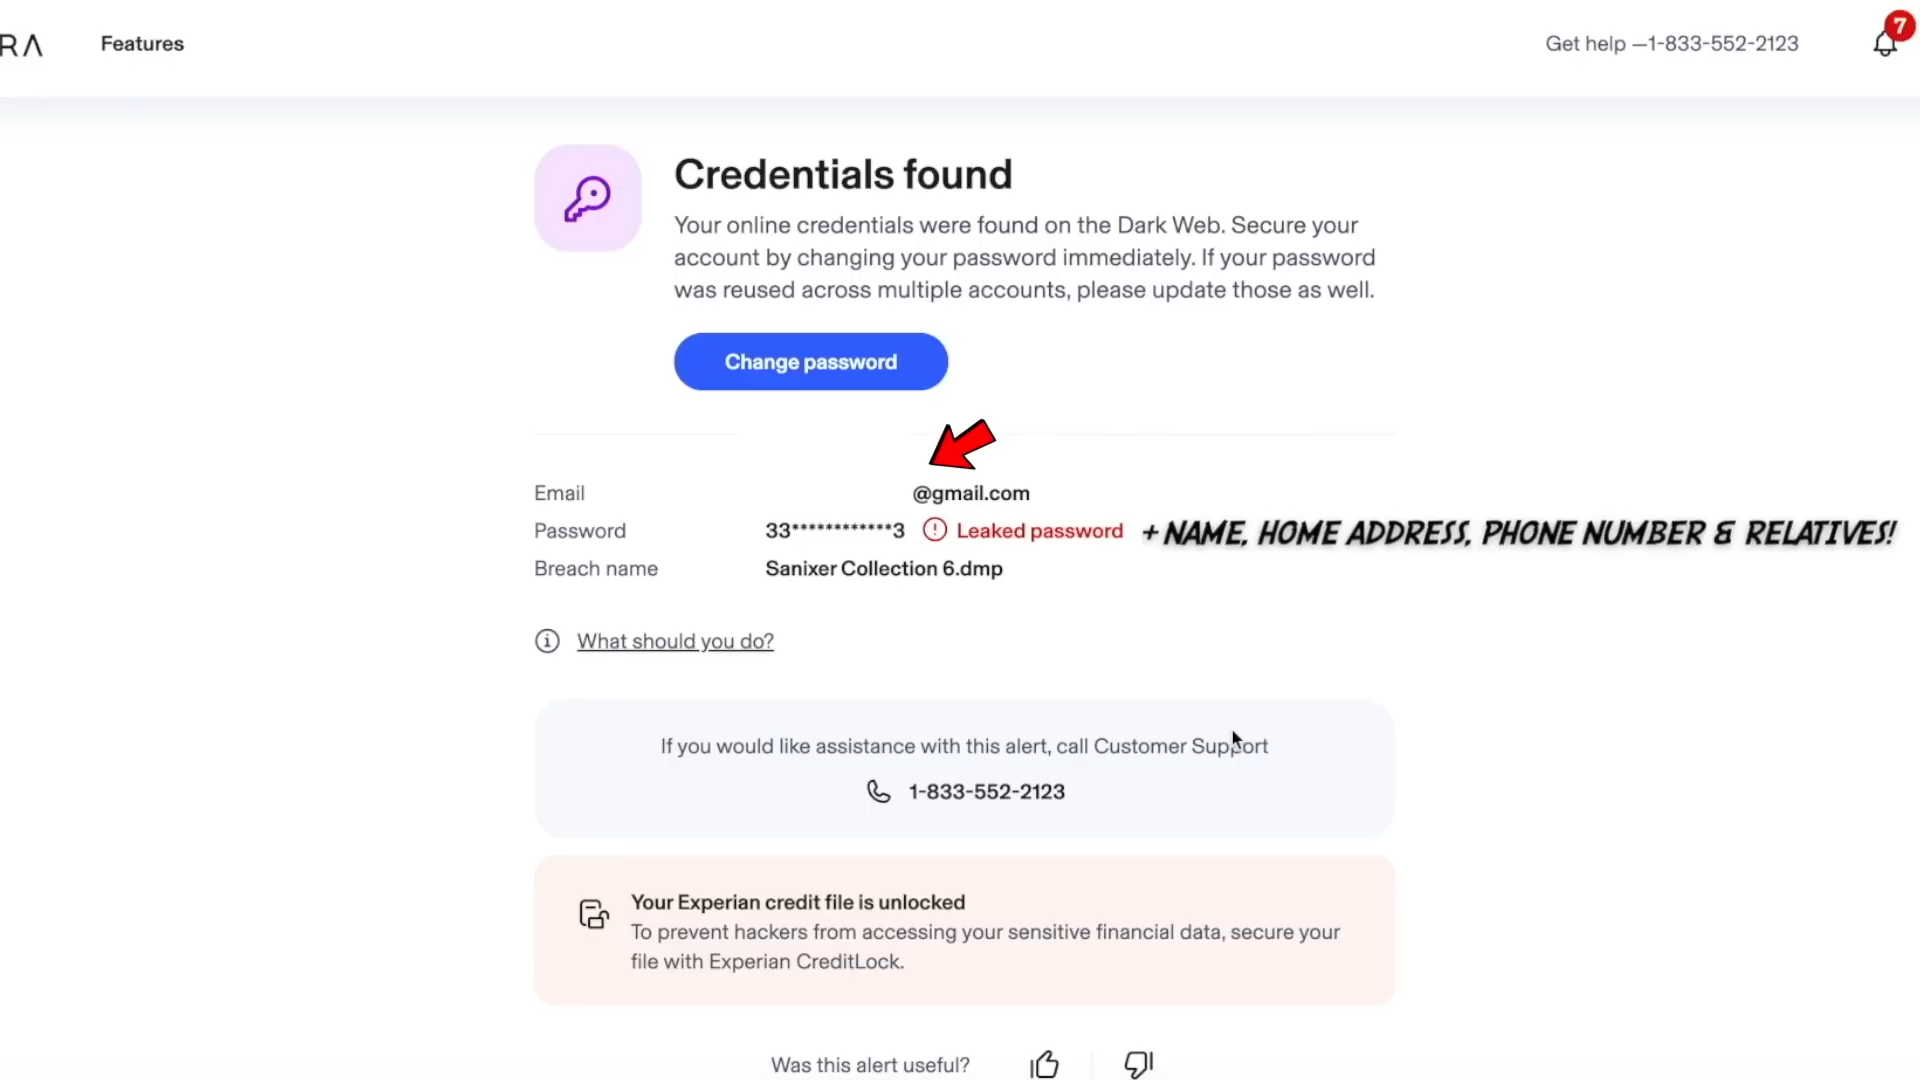 RA
Features
Get help —1-833-552-2123
7
Credentials found
Your online credentials were found on the Dark Web. Secure your
account by changing your password immediately. If your password
was reused across multiple accounts, please update those as well.
Change password
Email
@gmail.com
Password
33************3
Leaked password
+ NAME, HOME ADDRESS, PHONE NUMBER & RELATIVES!
Breach name
Sanixer Collection 6.dmp
What should you do?
If you would like assistance with this alert, call Customer Support
1-833-552-2123
Your Experian credit file is unlocked
To prevent hackers from accessing your sensitive financial data, secure your
file with Experian CreditLock.
Was this alert useful?